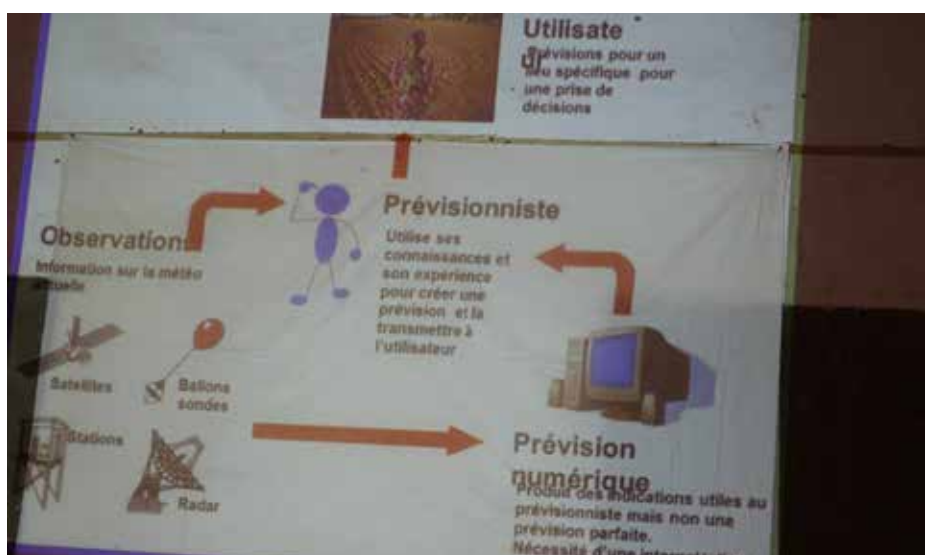 Utilisate
ur
Prévisions pour un
lieu spécifique pour
une prise de
décisions
Prévisionniste
Utilise ses
connaissances et
son expérience
pour créer une
prévision et la
transmettre à
l'utilisateur
Observations
Information sur la météo
actuelle
Satellites
Ballons
sondes
Stations
Radar
Prévision
numérique
Produit des indications utiles au
prévisionniste mais non une
prévision parfaite.
Nécessité d'une